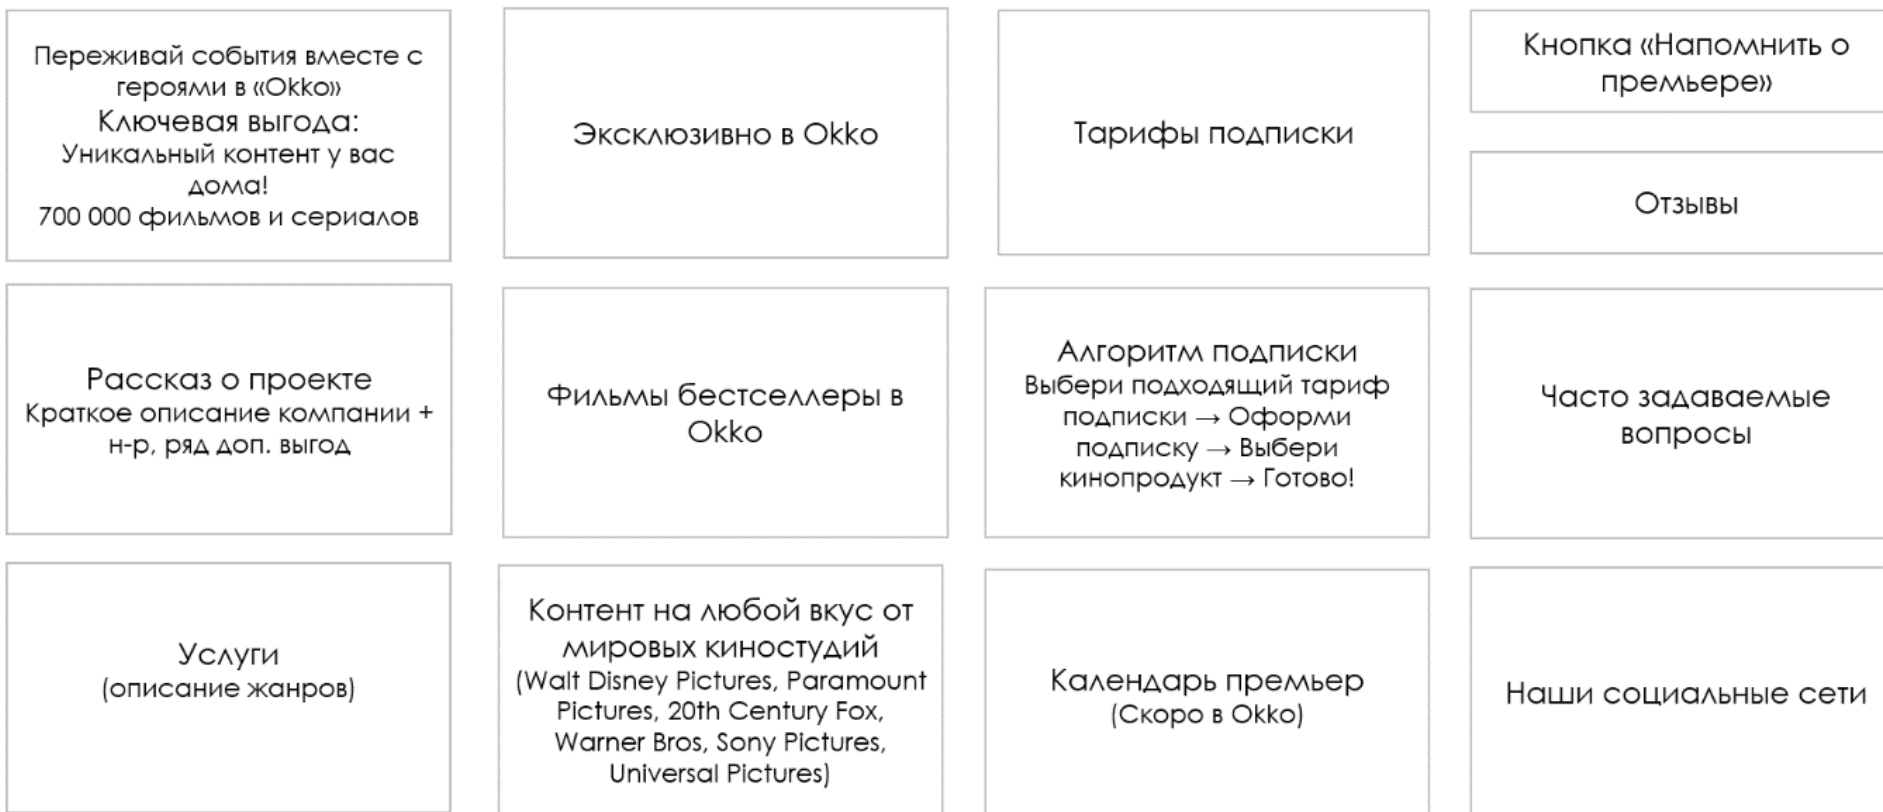 Переживай события вместе с
героями в «Okko»
Ключевая выгода:
Уникальный контент у вас
дома!
700 000 фильмов и сериалов
Рассказ о проекте
Краткое описание компании +
н-р, ряд доп. выгод
Услуги
(описание жанров)
Эксклюзивно в Okko
Фильмы бестселлеры в
Okko
Контент на любой вкус от
мировых киностудий
(Walt Disney Pictures, Paramount
Pictures, 20th Century Fox,
Warner Bros, Sony Pictures,
Universal Pictures)
Тарифы подписки
Алгоритм подписки
Выбери подходящий тариф
подписки → Оформи
подписку → Выбери
кинопродукт → Готово!
Календарь премьер
(Скоро в Okko)
Кнопка «Напомнить о
премьере»
Отзывы
Часто задаваемые
вопросы
Наши социальные сети